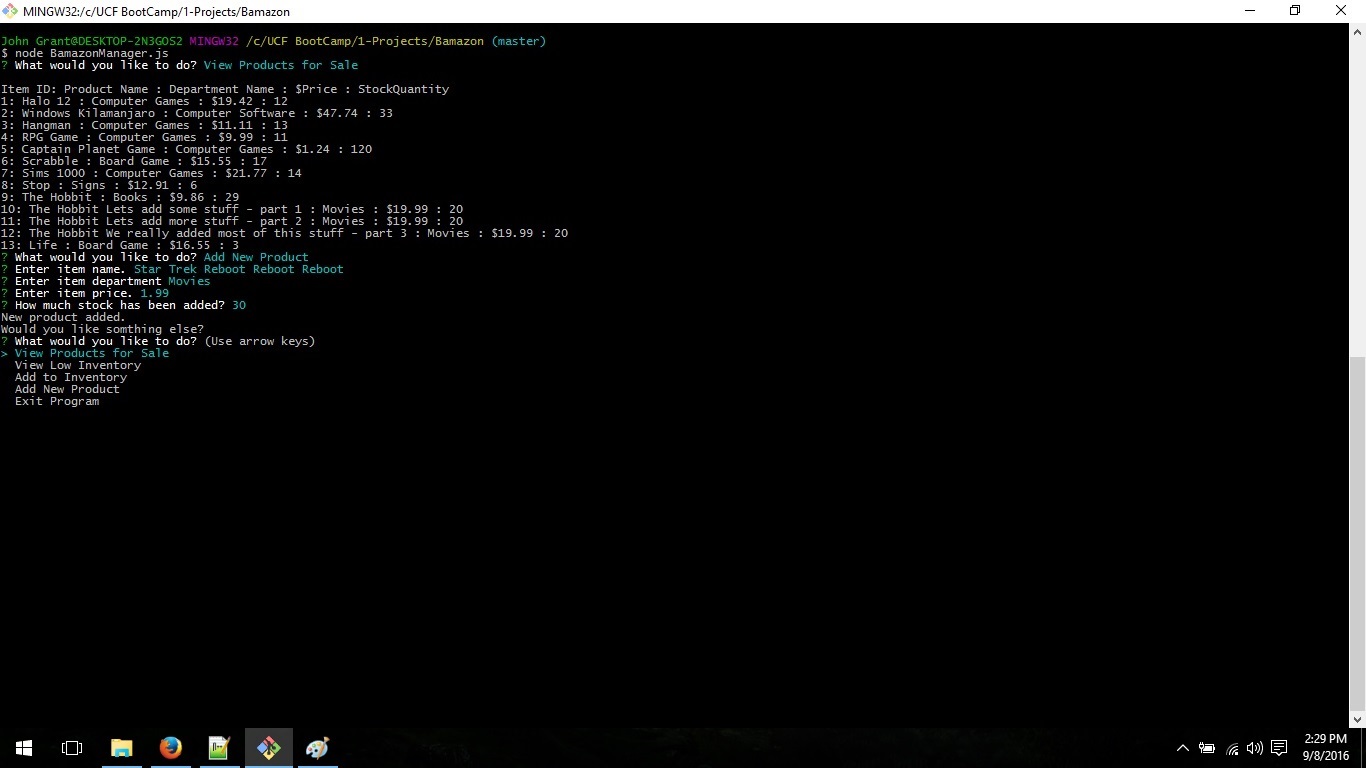 MINGW32:/c/UCF BootCamp/1-Projects/Bamazon
John Grant@DESKTOP-2N3GOS2 MINGW32 /c/UCF BootCamp/1-Projects/Bamazon (master)
$ node BamazonManager.js
? What would you like to do? View Products for Sale
Item ID: Product Name : Department Name : $Price : StockQuantity
1: Halo 12 : Computer Games : $19.42 : 12
2: Windows Kilamanjaro : Computer Software : $47.74 : 33
3: Hangman : Computer Games : $11.11 : 13
4: RPG Game : Computer Games : $9.99 : 11
5: Captain Planet Game : Computer Games : $1.24 : 120
6: Scrabble : Board Game : $15.55 : 17
7: Sims 1000 : Computer Games : $21.77 : 14
8: Stop : Signs : $12.91 : 6
9: The Hobbit : Books : $9.86 : 29
10: The Hobbit Lets add some stuff - part 1 : Movies : $19.99 : 20
11: The Hobbit Lets add more stuff - part 2 : Movies : $19.99 : 20
12: The Hobbit We really added most of this stuff - part 3 : Movies : $19.99 : 20
13: Life : Board Game : $16.55 : 3
? What would you like to do? Add New Product
? Enter item name. Star Trek Reboot Reboot Reboot
? Enter item department Movies
? Enter item price. 1.99
? How much stock has been added? 30
New product added.
Would you like somthing else?
? What would you like to do? (Use arrow keys)
> View Products for Sale
View Low Inventory
Add to Inventory
Add New Product
Exit Program
2:29 PM
9/8/2016